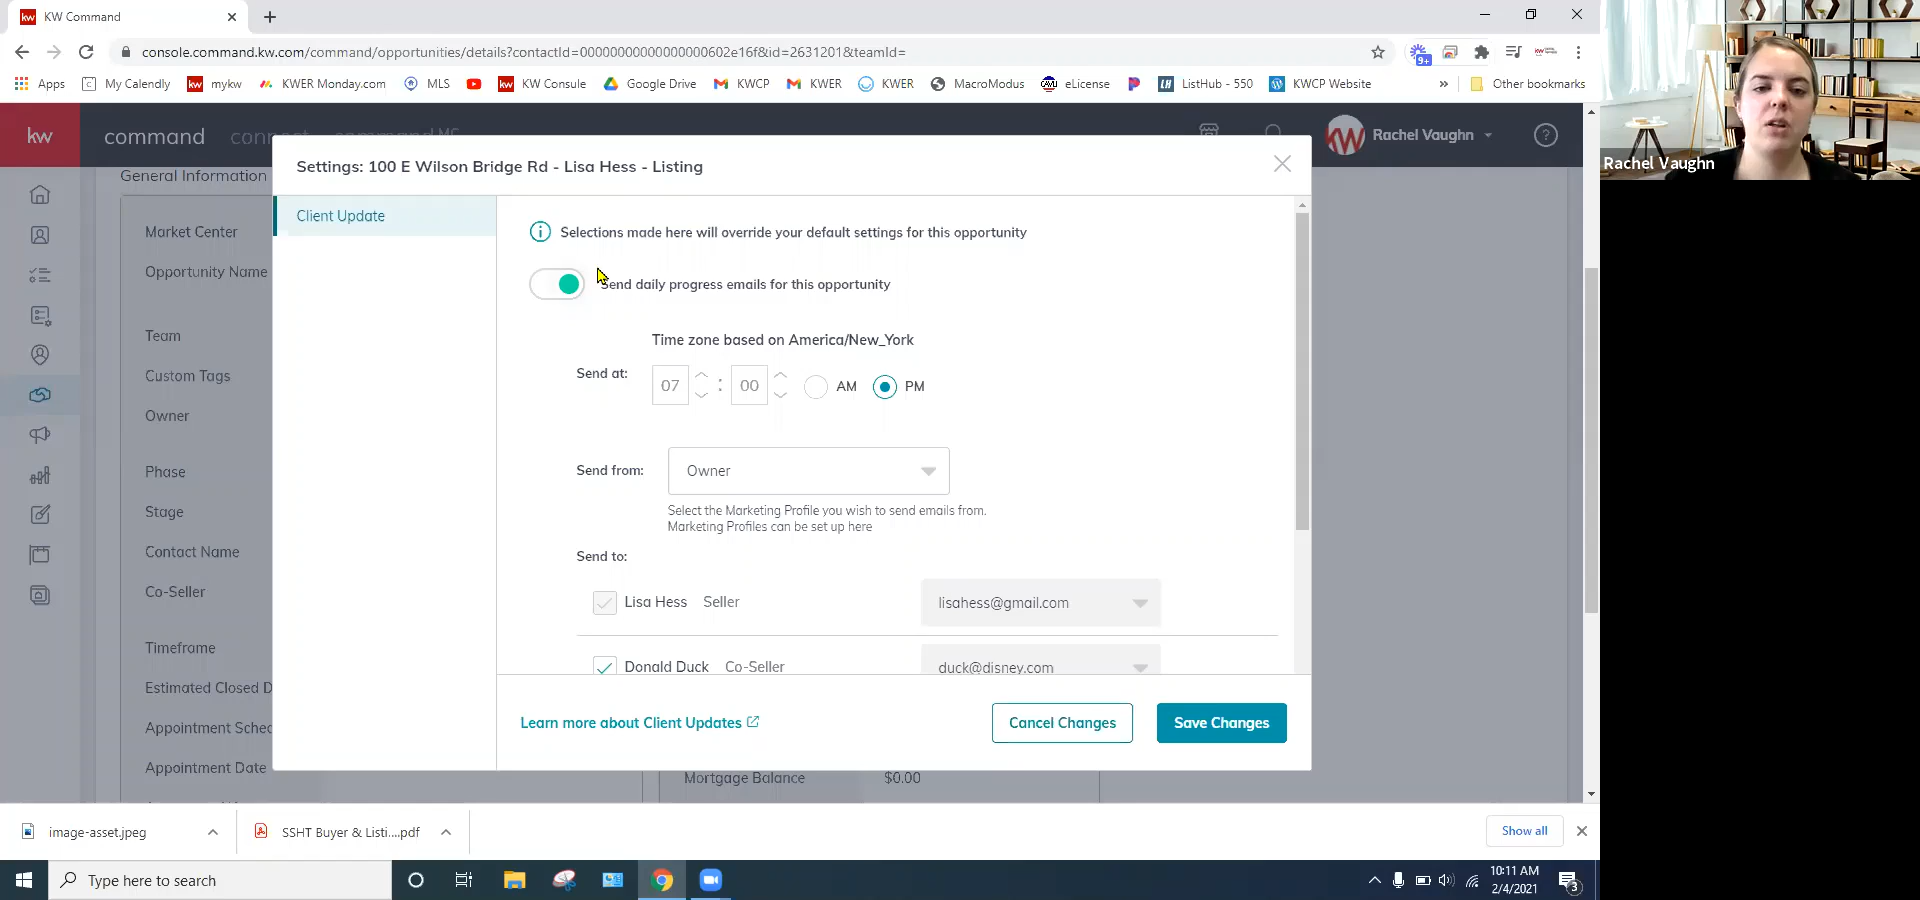 kw KW Command
console.command.kw.com/command/opportunities/details?contactId=00000000000000000602e16f&id=2631201&teamId=
9+
Apps My Calendly kw mykw KWER Monday.com MLS kw KW Consule Google Drive KWCP KWER KWER MacroModus eLicense ListHub - 550 KWCP Website » Other bookmarks
kw command Rachel Vaughn ?
General Information
Market Center
Opportunity Name
Team
Custom Tags
Owner
Phase
Stage
Contact Name
Co-Seller
Timeframe
Estimated Closed D
Appointment Sched
Appointment Date
Settings: 100 E Wilson Bridge Rd - Lisa Hess - Listing
Client Update
Selections made here will override your default settings for this opportunity
Send daily progress emails for this opportunity
Time zone based on America/New_York
Send at: 07 : 00 AM PM
Send from: Owner
Select the Marketing Profile you wish to send emails from.
Marketing Profiles can be set up here
Send to:
Lisa Hess Seller lisahess@gmail.com
Donald Duck Co-Seller duck@disney.com
Learn more about Client Updates Cancel Changes Save Changes
Mortgage Balance $0.00
image-asset.jpeg SSHT Buyer & Listi....pdf Show all
Type here to search
10:11 AM
2/4/2021
3
Rachel Vaughn